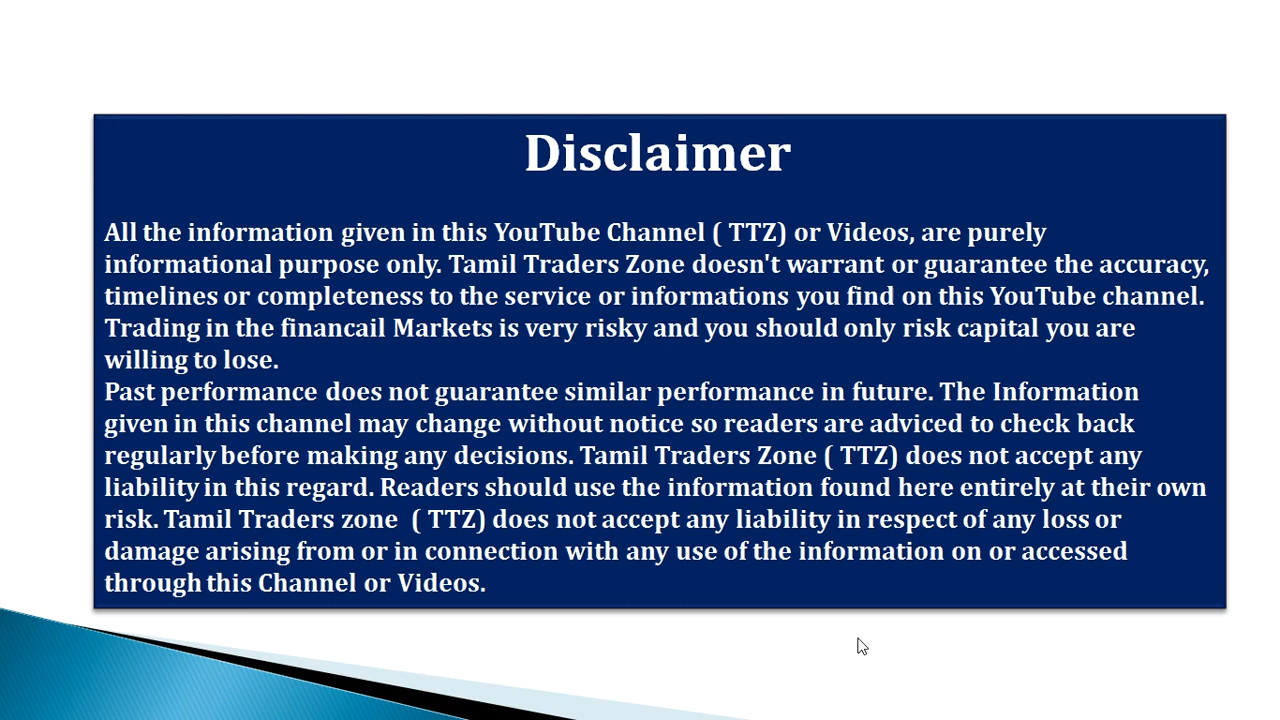 Disclaimer
All the information given in this YouTube Channel ( TTZ) or Videos, are purely
informational purpose only. Tamil Traders Zone doesn't warrant or guarantee the accuracy,
timelines or completeness to the service or informations you find on this YouTube channel.
Trading in the financail Markets is very risky and you should only risk capital you are
willing to lose.
Past performance does not guarantee similar performance in future. The Information
given in this channel may change without notice so readers are adviced to check back
regularly before making any decisions. Tamil Traders Zone ( TTZ) does not accept any
liability in this regard. Readers should use the information found here entirely at their own
risk. Tamil Traders zone  ( TTZ) does not accept any liability in respect of any loss or
damage arising from or in connection with any use of the information on or accessed
through this Channel or Videos.